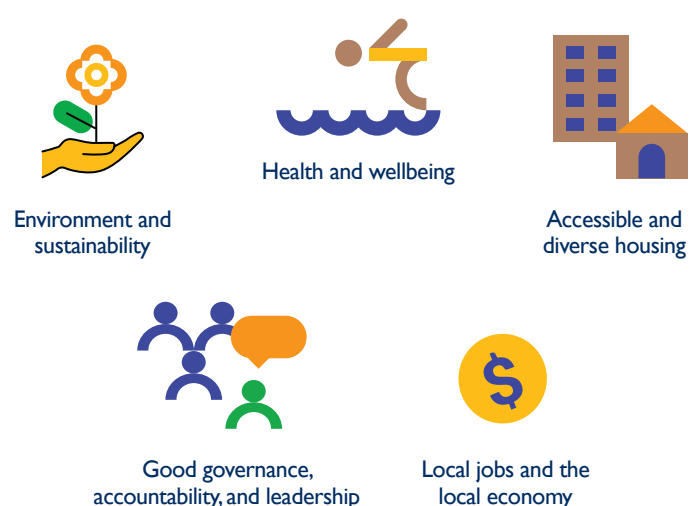 Health and wellbeing
Environment and
sustainability
Accessible and
diverse housing
$
Good governance,
accountability, and leadership
Local jobs and the
local economy